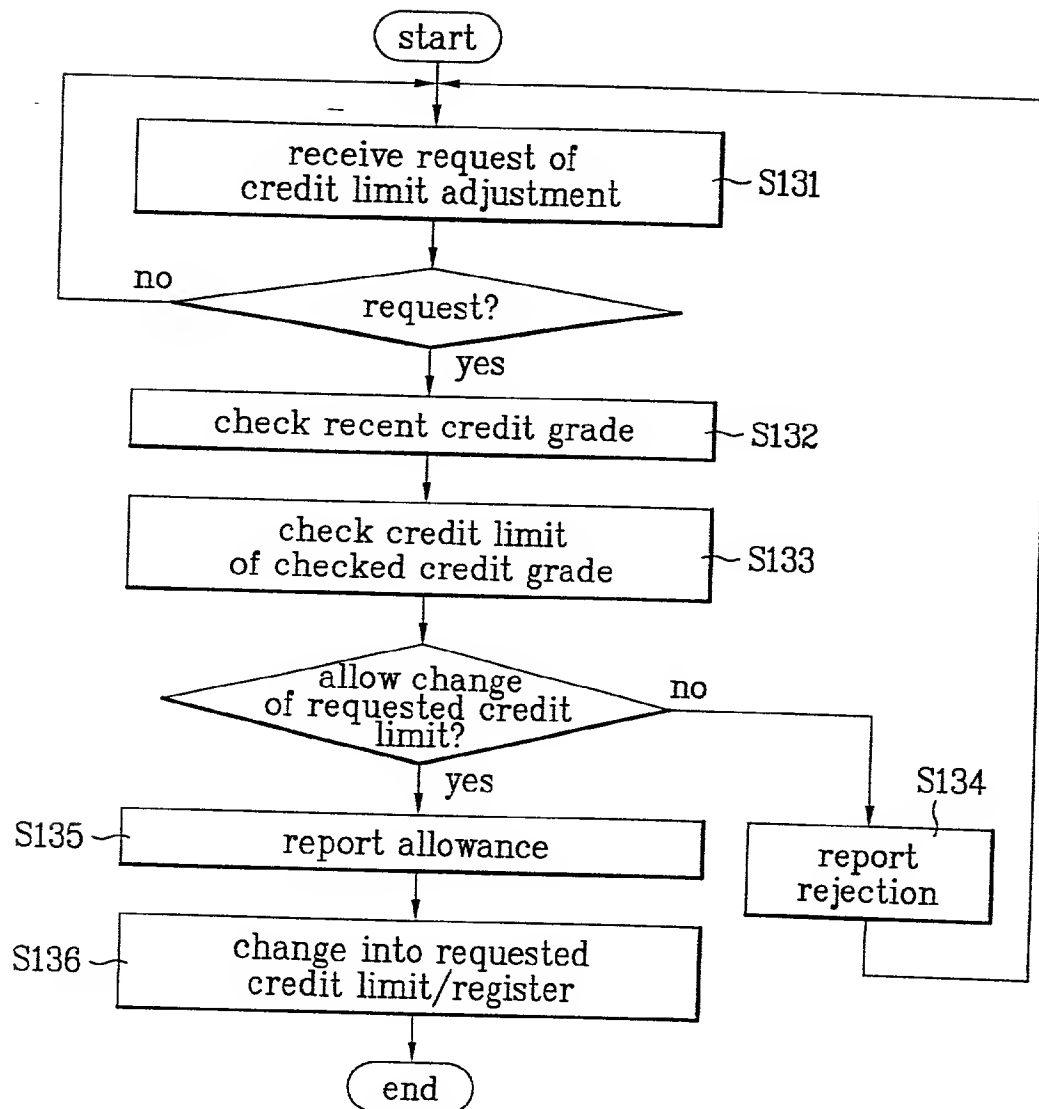 start
receive request of
credit limit adjustment
S131
no
request?
yes
check recent credit grade
S132
check credit limit
of checked credit grade
S133
allow change
of requested credit
limit?
no
yes
S134
S135
report allowance
report
rejection
S136
change into requested
credit limit/register
end